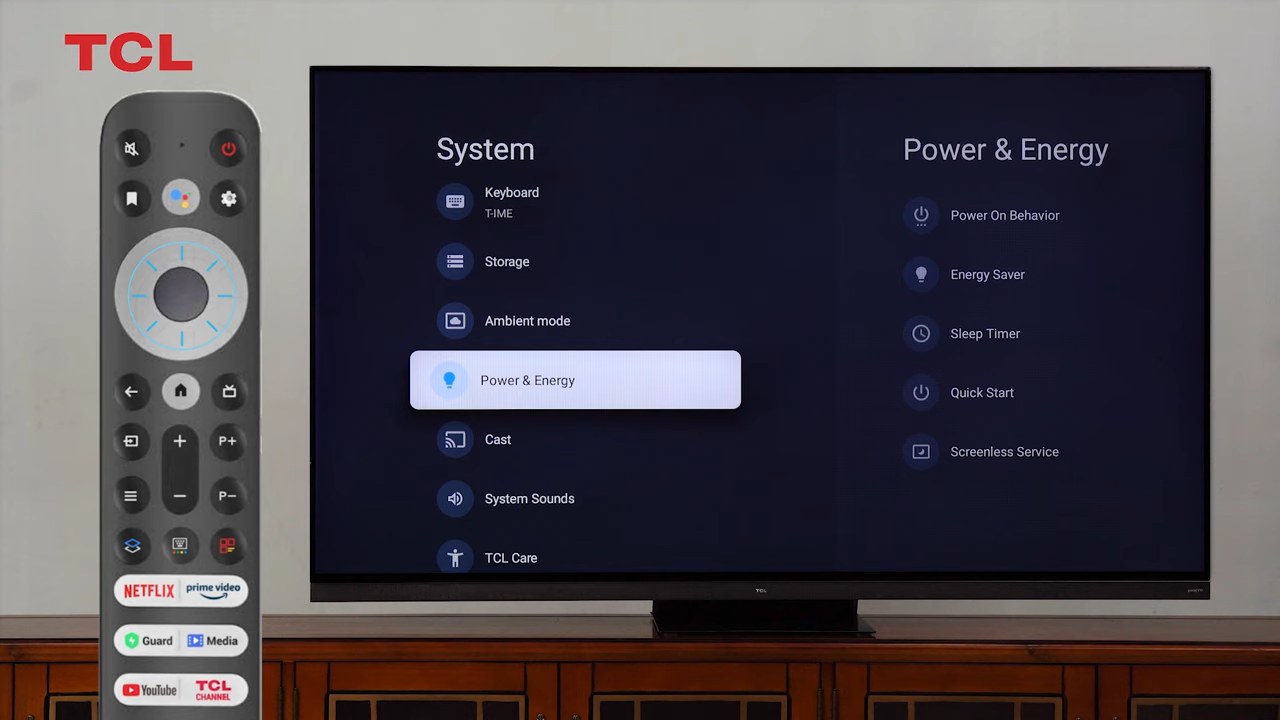 TCL
System
Keyboard
T-IME
Storage
Ambient mode
Power & Energy
Cast
System Sounds
TCL Care
Power & Energy
Power On Behavior
Energy Saver
Sleep Timer
Quick Start
Screenless Service
P+
P−
NETFLIX
prime video
Guard
Media
YouTube
TCL
CHANNEL
TCL